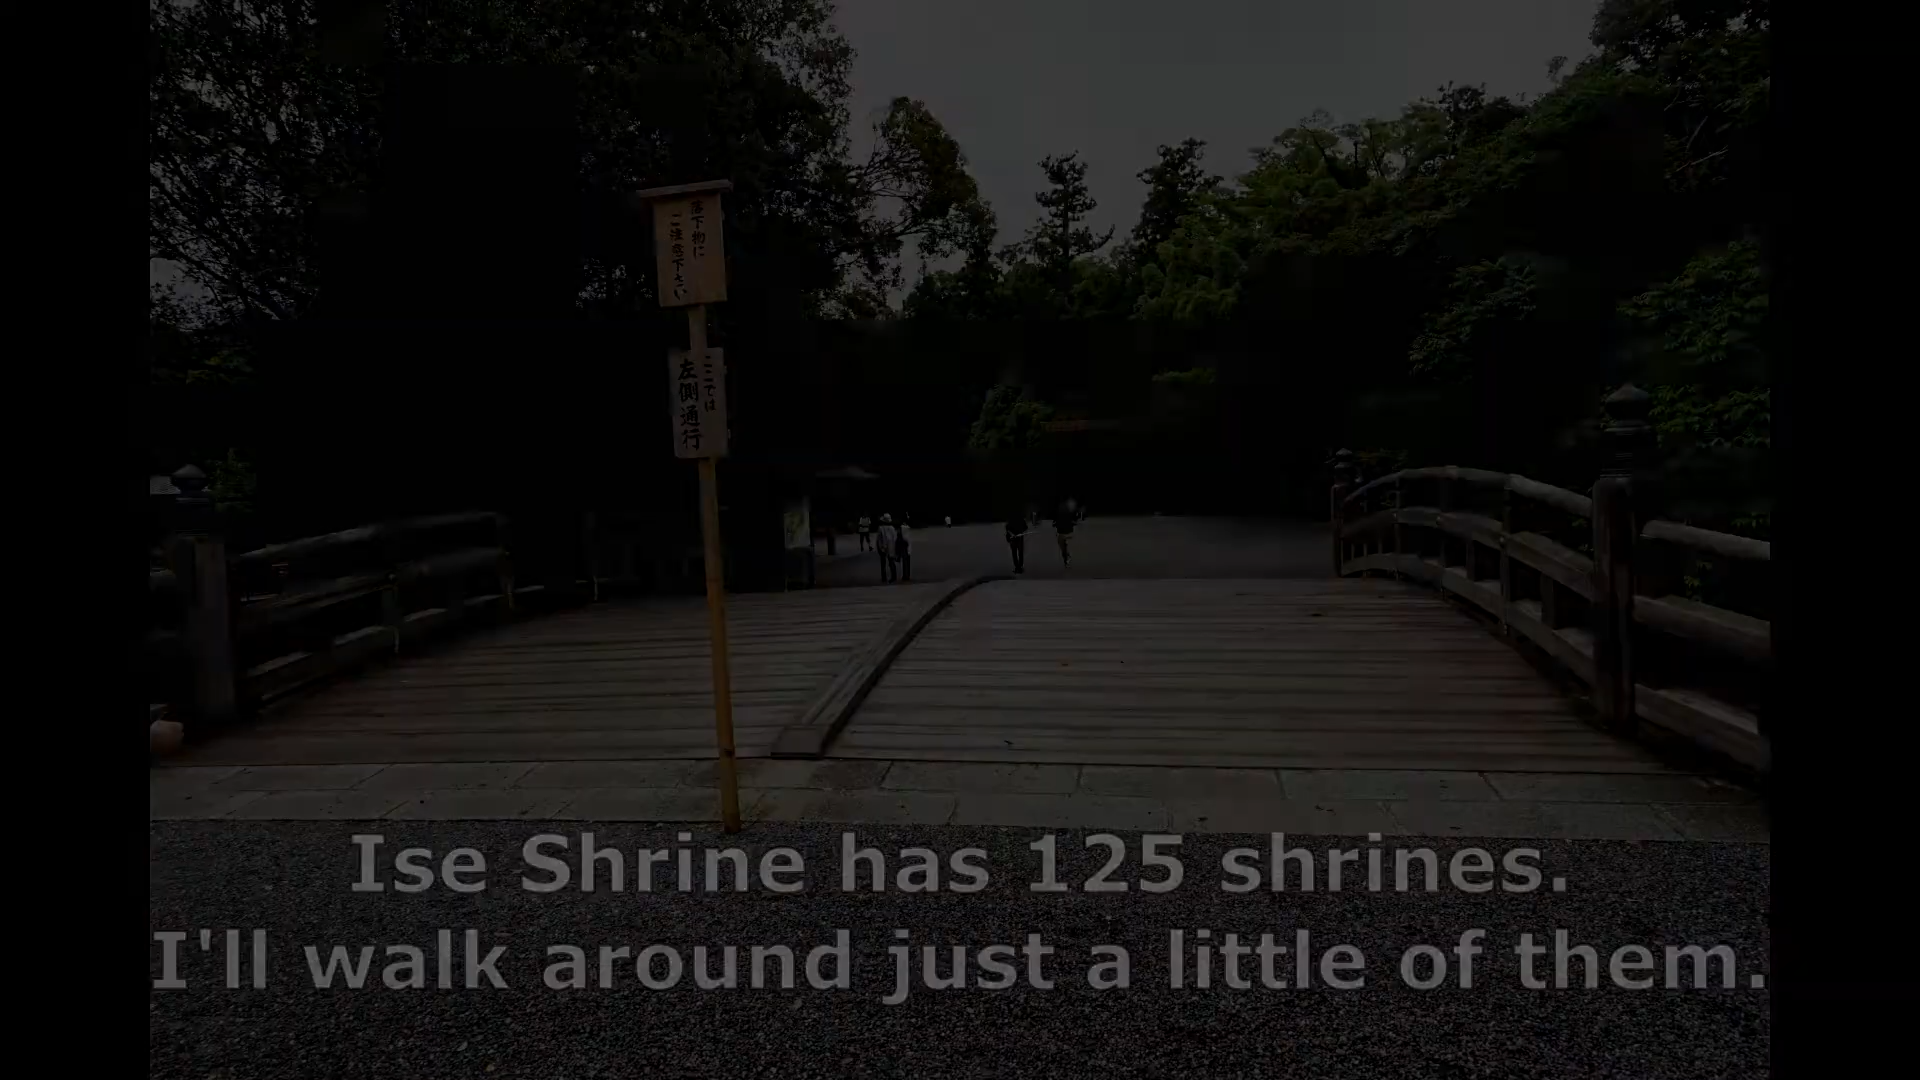 落下物に
ご注意下さい
ここでは
左側通行
Ise Shrine has 125 shrines.
I'll walk around just a little of them.